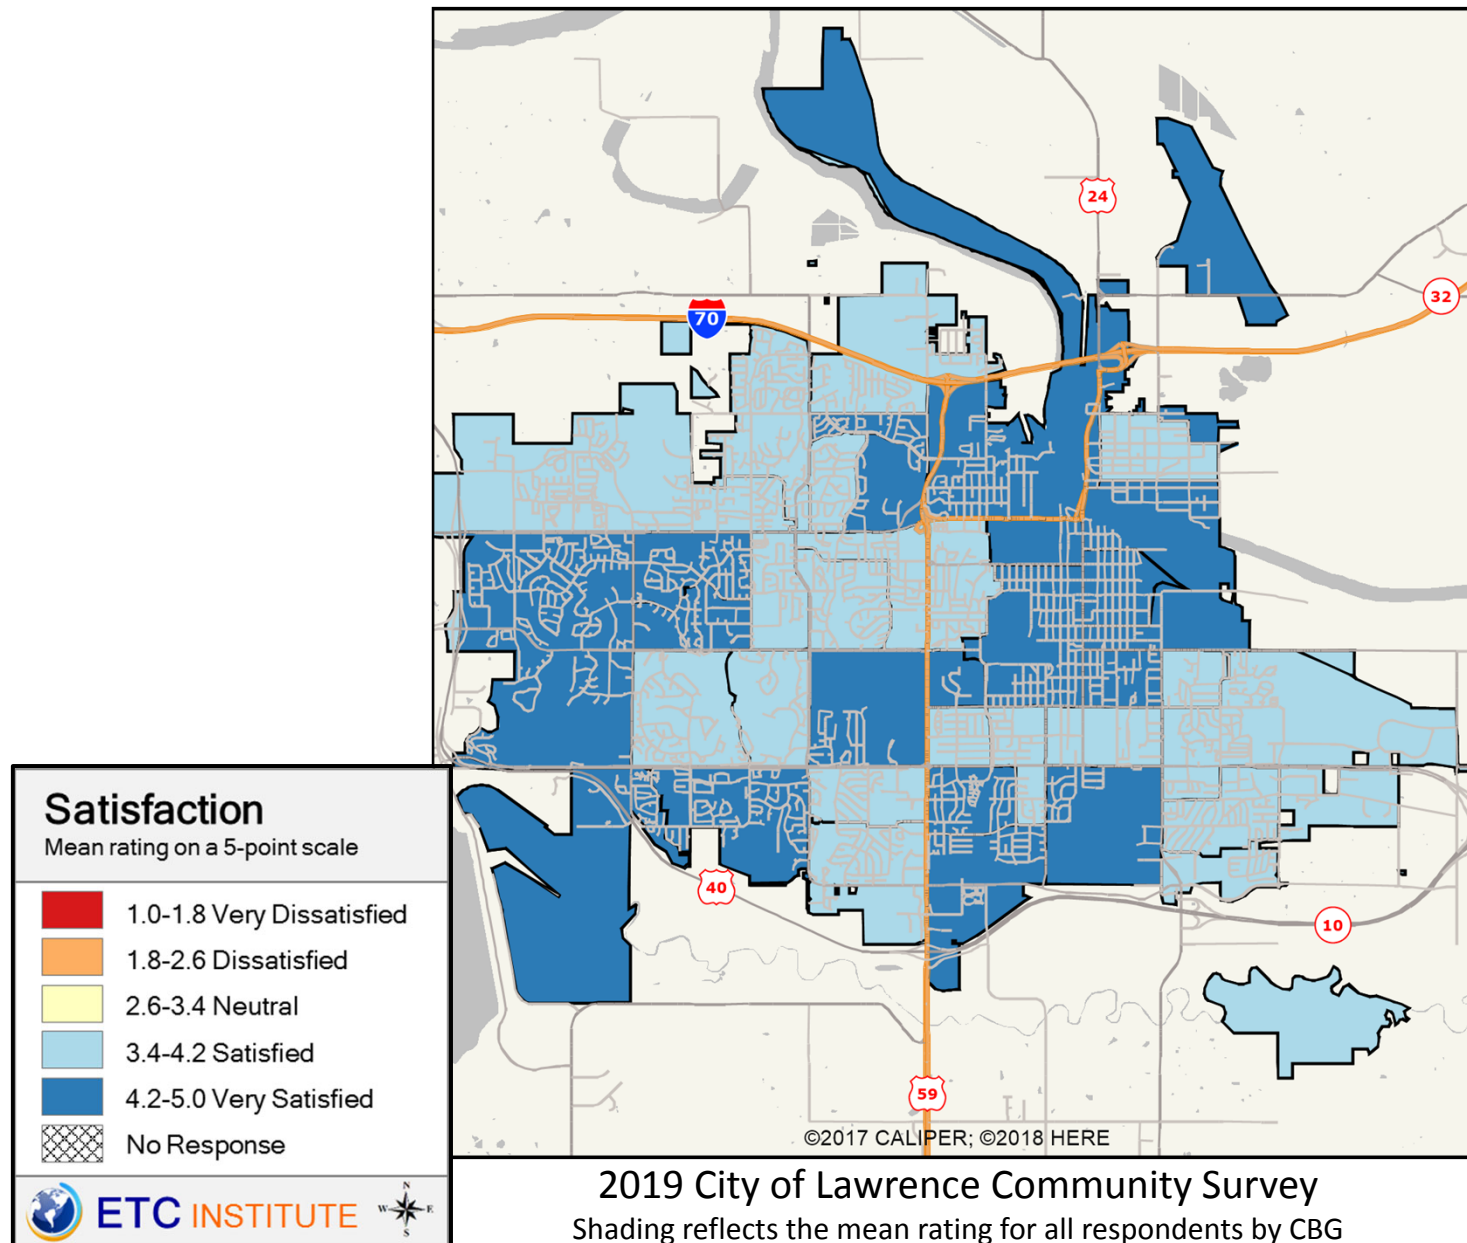 24
32
70
40
10
59
©2017 CALIPER; ©2018 HERE
Satisfaction
Mean rating on a 5-point scale
1.0-1.8 Very Dissatisfied
1.8-2.6 Dissatisfied
2.6-3.4 Neutral
3.4-4.2 Satisfied
4.2-5.0 Very Satisfied
No Response
ETC INSTITUTE
N
W E
S
2019 City of Lawrence Community Survey
Shading reflects the mean rating for all respondents by CBG